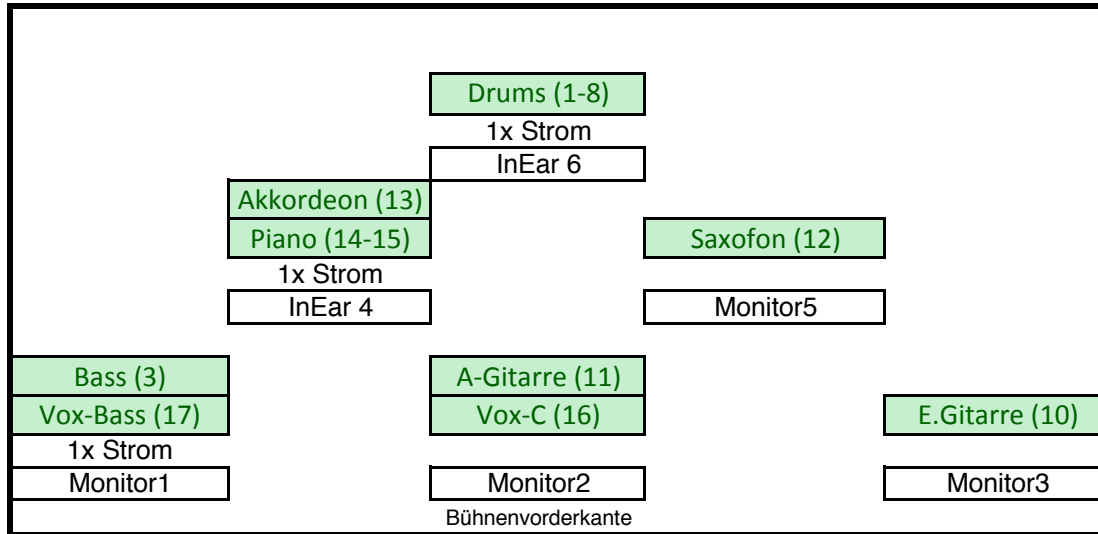 Drums (1-8)
1x Strom
InEar 6
Akkordeon (13)
Piano (14-15)
Saxofon (12)
1x Strom
InEar 4
Monitor5
Bass (3)
A-Gitarre (11)
Vox-Bass (17)
Vox-C (16)
E.Gitarre (10)
1x Strom
Monitor1
Monitor2
Monitor3
Bühnenvorderkante